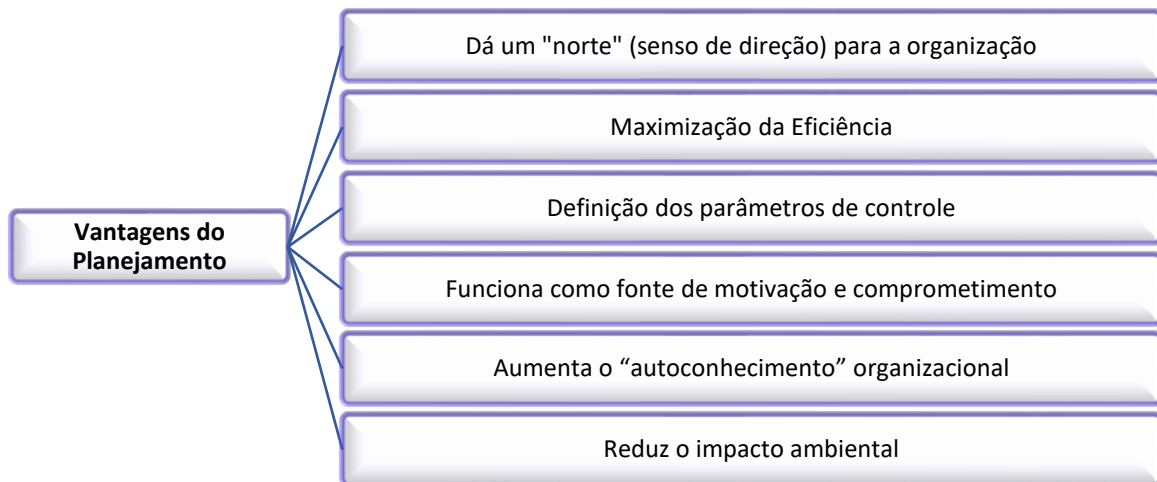 Vantagens do
Planejamento
Dá um "norte" (senso de direção) para a organização
Maximização da Eficiência
Definição dos parâmetros de controle
Funciona como fonte de motivação e comprometimento
Aumenta o “autoconhecimento” organizacional
Reduz o impacto ambiental